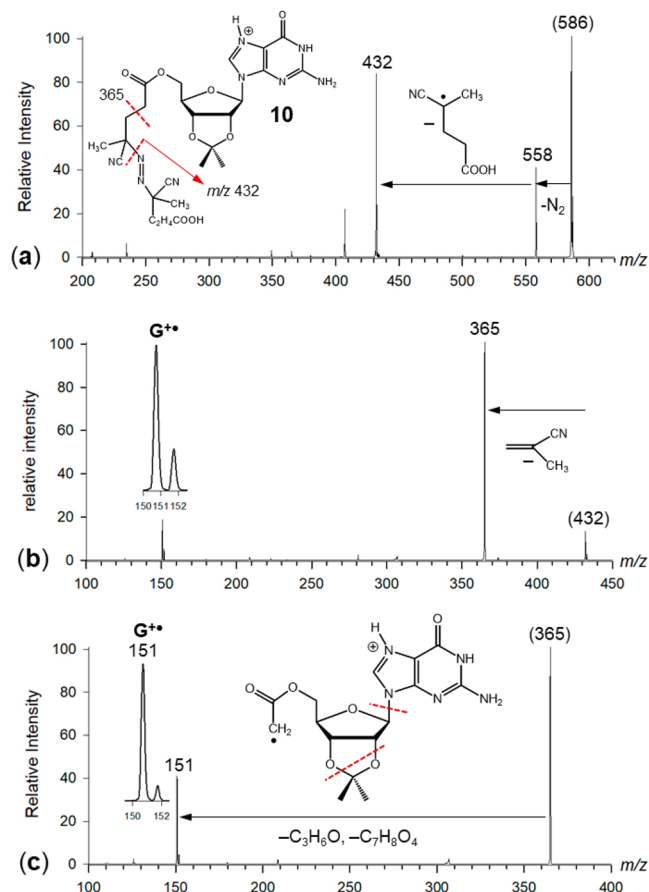 (a)
Relative Intensity
100
80
60
40
20
0
200 250 300 350 400 450 500 550 600 m/z
(586)
558
432
-N2
NC CH3
•
–
COOH
H
N
⊕
O
N
NH
N
N
NH2
O
O
O
O
O
10
365
H3C
CN
N
N
CN
CH3
C2H4COOH
m/z 432
(b)
relative intensity
100
80
60
40
20
0
100 150 200 250 300 350 400 450
m/z
G+•
150 151 152
365
(432)
CN
–
CH3
(c)
Relative Intensity
100
80
60
40
20
0
100 150 200 250 300 350 400
m/z
G+•
151
150 152
151
(365)
H
N
⊕
O
N
NH
N
N
NH2
O
O
CH2
•
O
O
O
–C3H6O, –C7H8O4